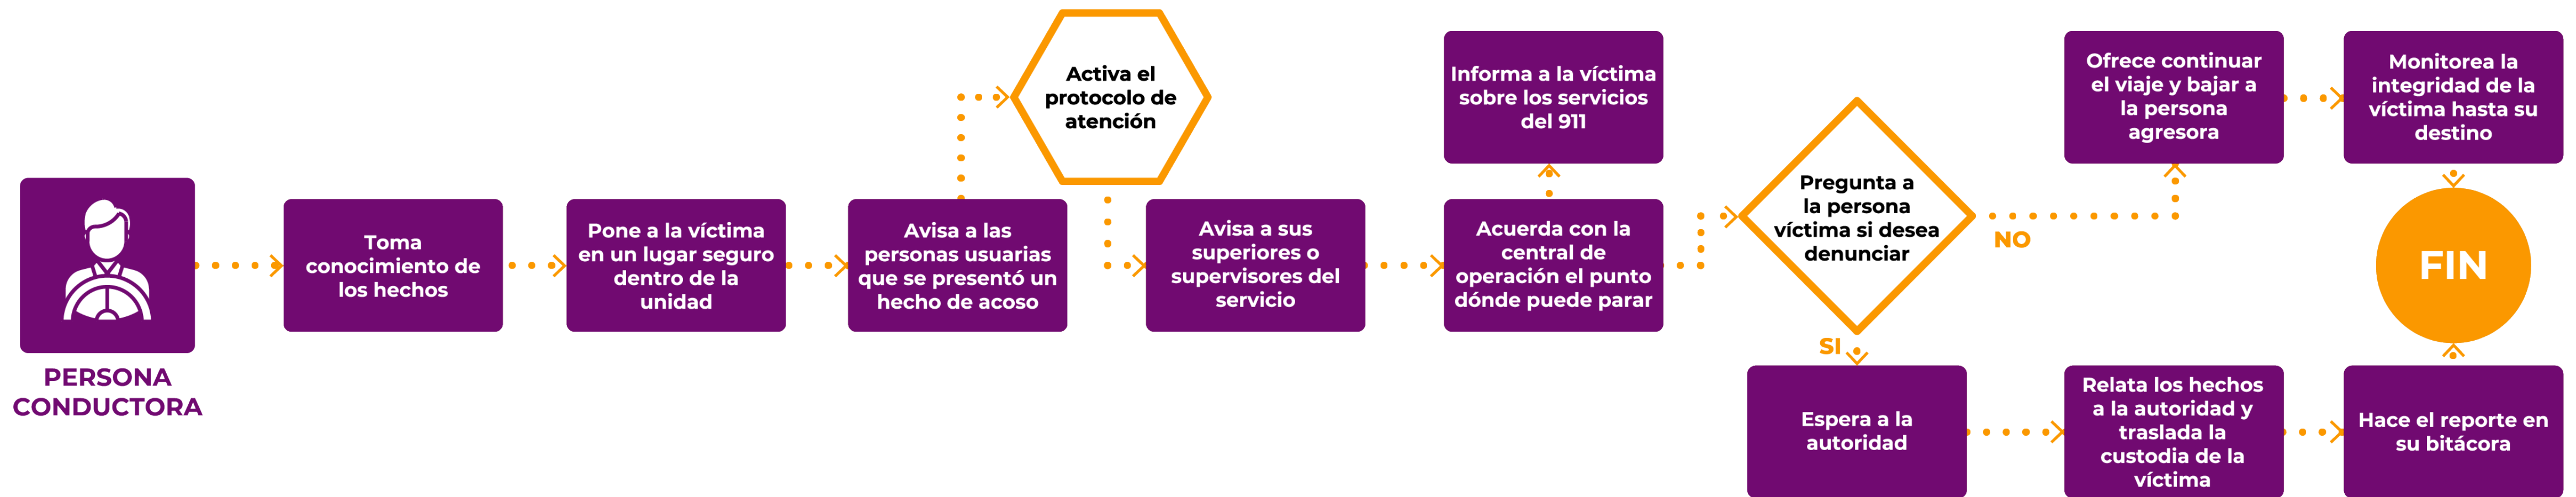 PERSONA
CONDUCTORA
Toma
conocimiento de
los hechos
Pone a la víctima
en un lugar seguro
dentro de la
unidad
Avisa a las
personas usuarias
que se presentó un
hecho de acoso
Activa el
protocolo de
atención
Avisa a sus
superiores o
supervisores del
servicio
Acuerda con la
central de
operación el punto
dónde puede parar
Informa a la víctima
sobre los servicios
del 911
Pregunta a
la persona
víctima si desea
denunciar
NO
Ofrece continuar
el viaje y bajar a
la persona
agresora
Monitorea la
integridad de la
víctima hasta su
destino
SI
Espera a la
autoridad
Relata los hechos
a la autoridad y
traslada la
custodia de la
víctima
Hace el reporte en
su bitácora
FIN